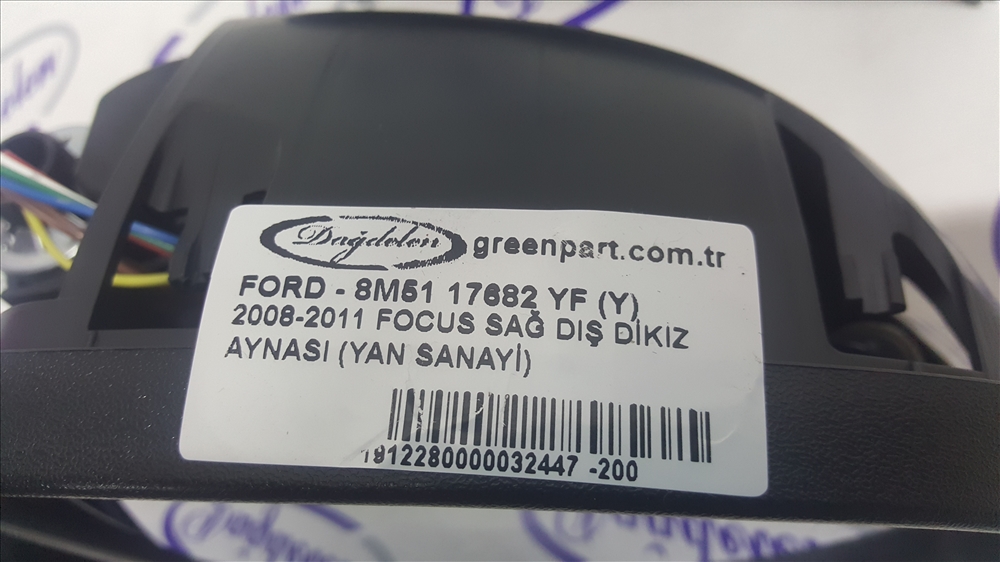 Dağdelen greenpart.com.tr
FORD - 8M51 17682 YF (Y)
2008-2011 FOCUS SAĞ DIŞ DİKIZ
AYNASI (YAN SANAYİ)
1912280000032447 -200